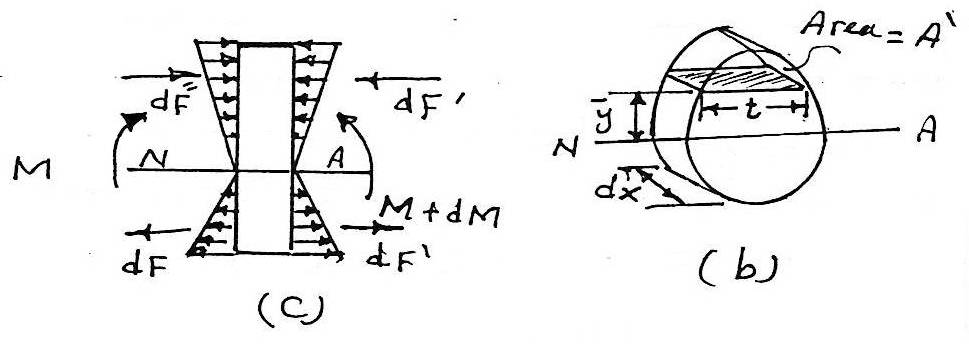 dF" dF'
M N A
M+dM
dF dF'
(C)
Area = A'
y̅ t
N A
dx
(b)